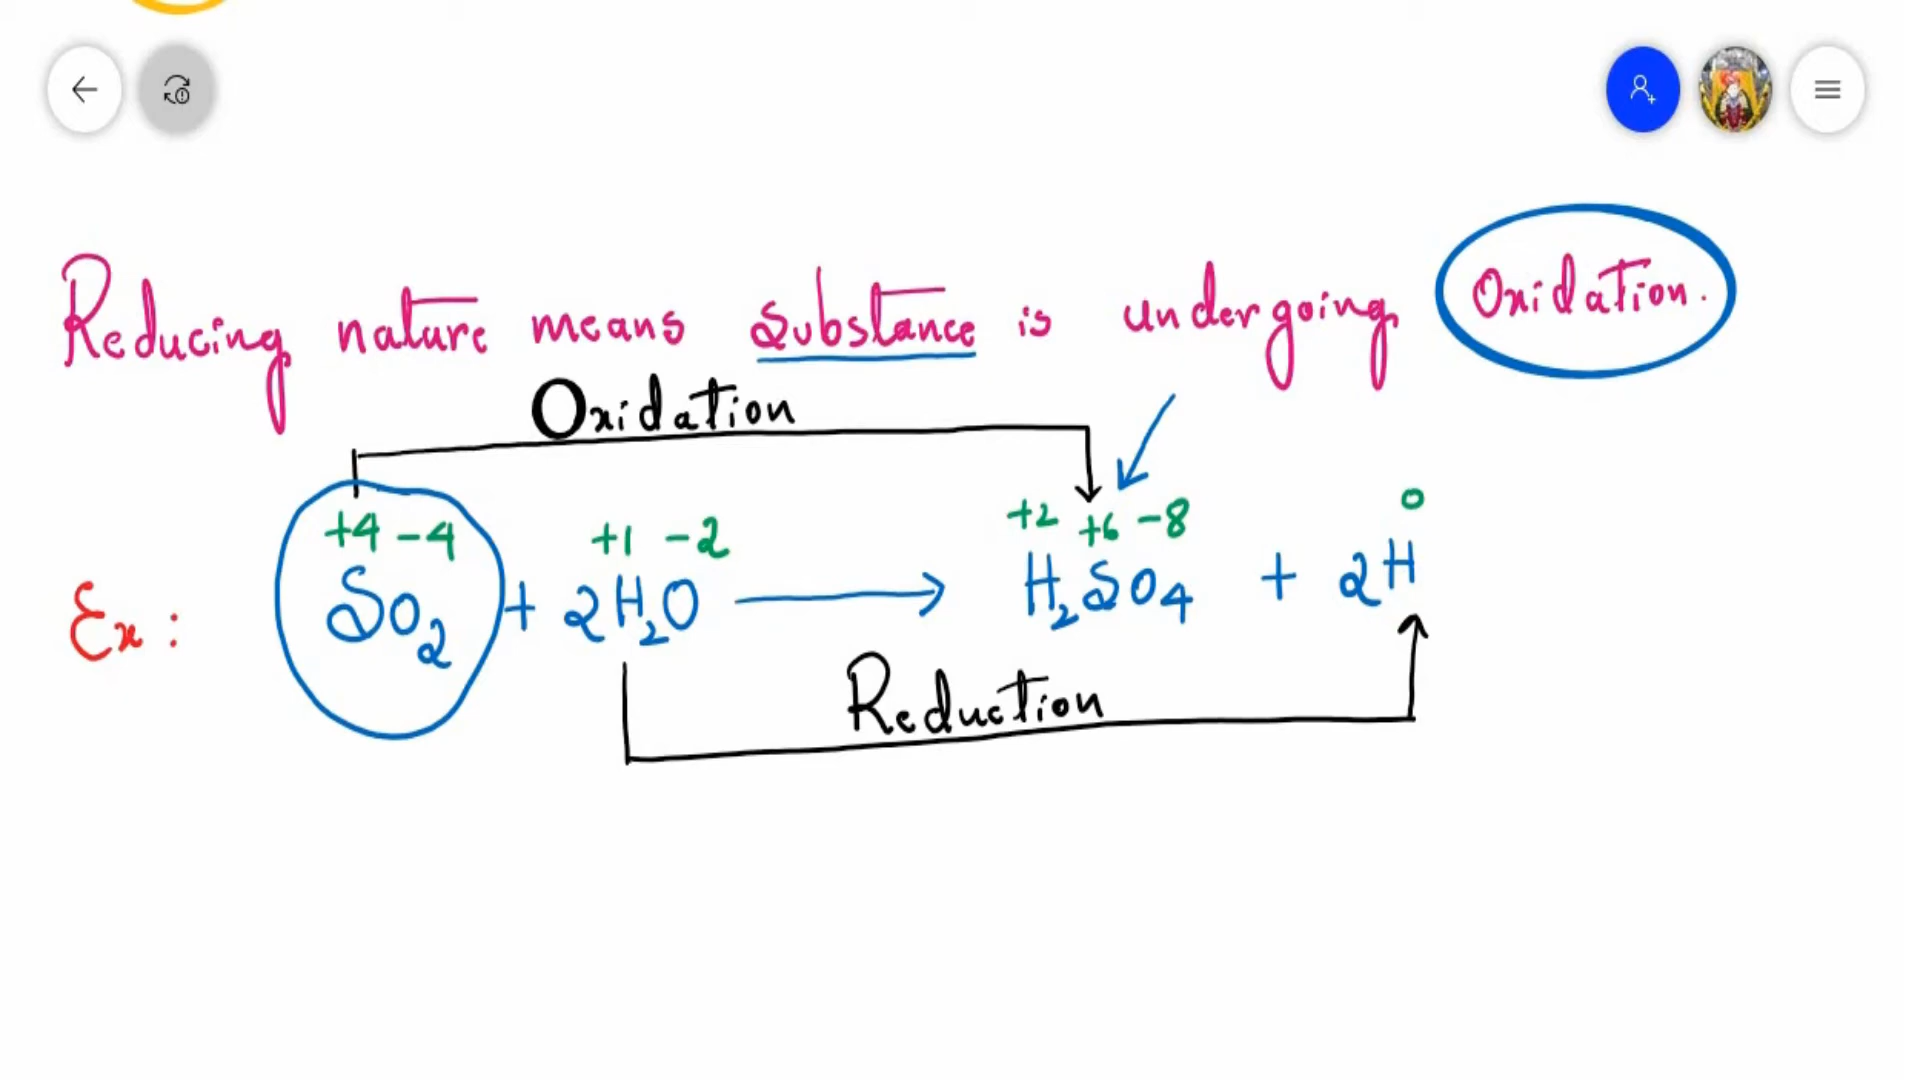 Reducing nature means substance is undergoing Oxidation.
Oxidation
+4 -4 +1 -2 +2 +6 -8 0
Ex: SO₂ + 2H₂O ⟶ H₂SO₄ + 2H
Reduction